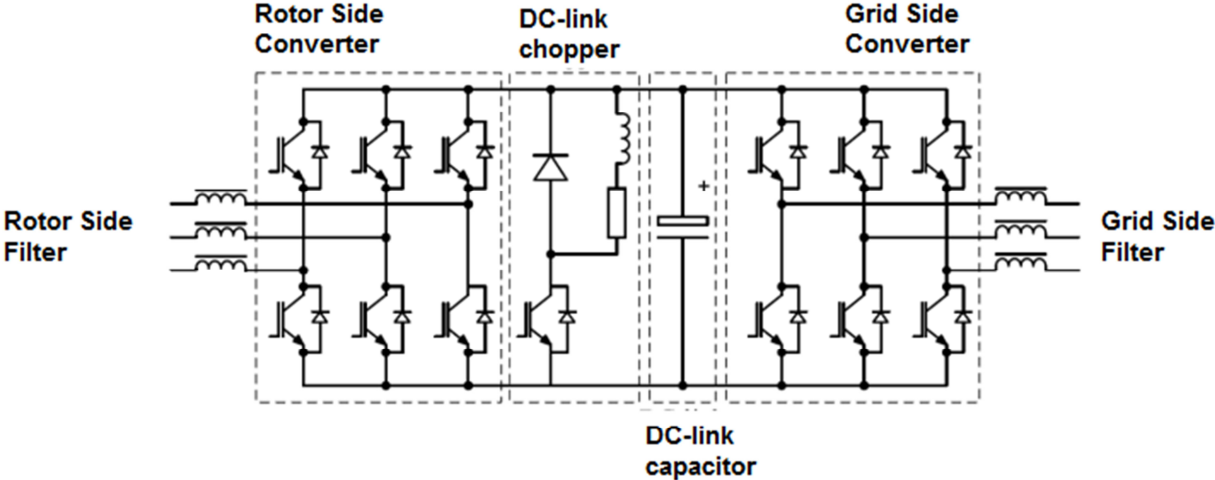 Rotor Side
Converter
DC-link
chopper
Grid Side
Converter
+
Rotor Side
Filter
Grid Side
Filter
DC-link
capacitor